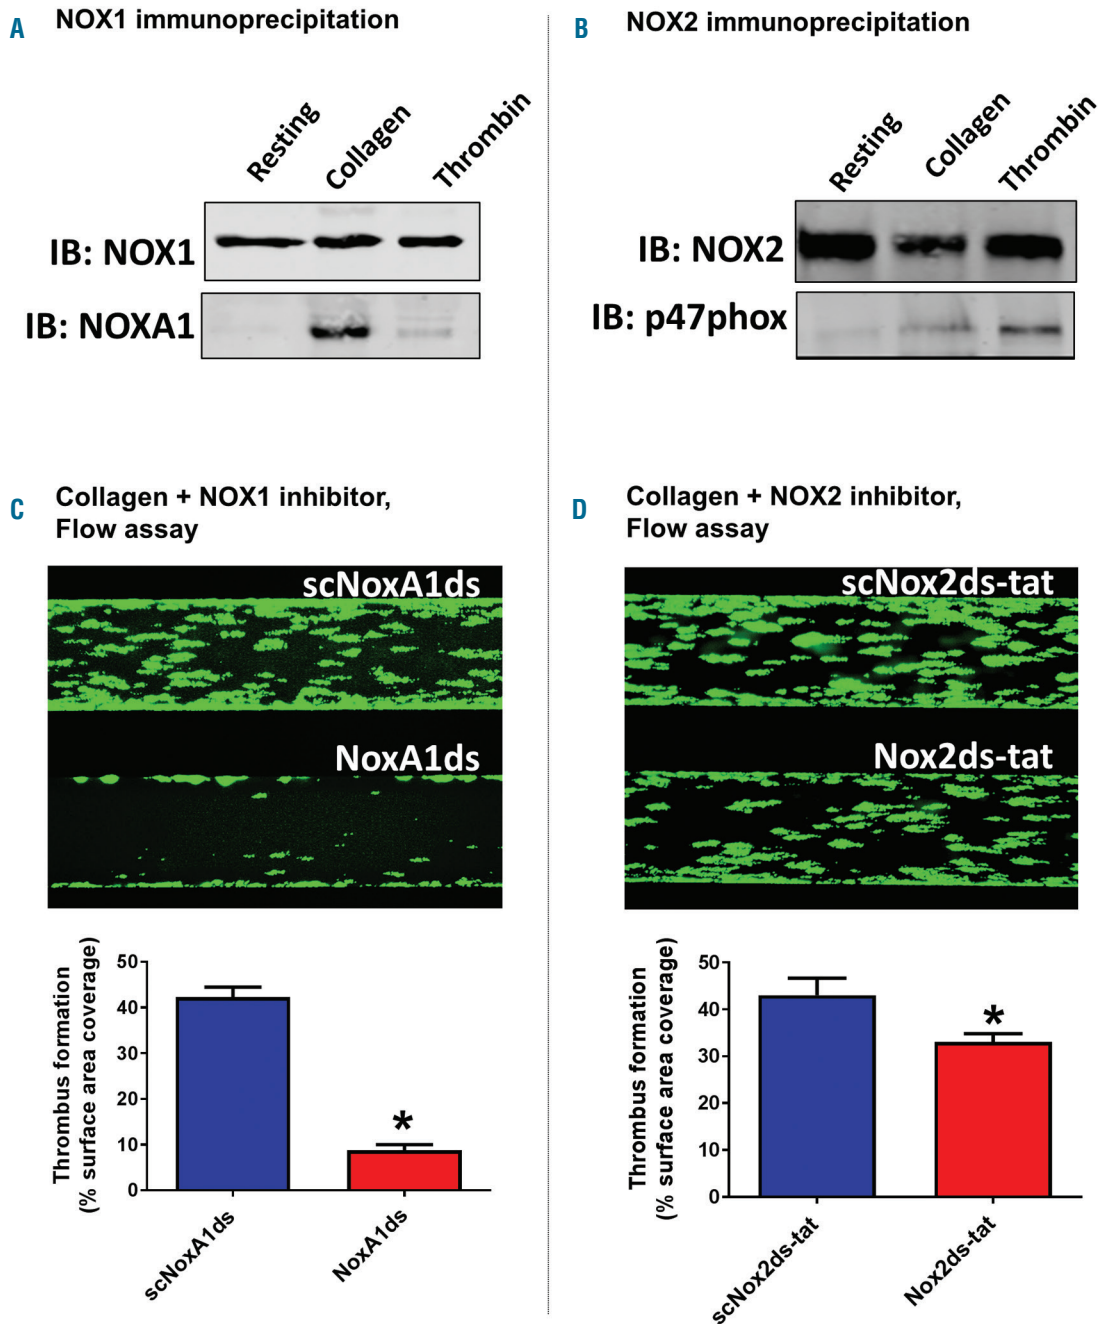 A
NOX1 immunoprecipitation
Resting
Collagen
Thrombin
IB: NOX1
IB: NOXA1
B
NOX2 immunoprecipitation
Resting
Collagen
Thrombin
IB: NOX2
IB: p47phox
C
Collagen + NOX1 inhibitor,
Flow assay
scNoxA1ds
NoxA1ds
Thrombus formation
(% surface area coverage)
50
40
30
20
10
0
*
scNoxA1ds
NoxA1ds
D
Collagen + NOX2 inhibitor,
Flow assay
scNox2ds-tat
Nox2ds-tat
Thrombus formation
(% surface area coverage)
50
40
30
20
10
0
*
scNox2ds-tat
Nox2ds-tat